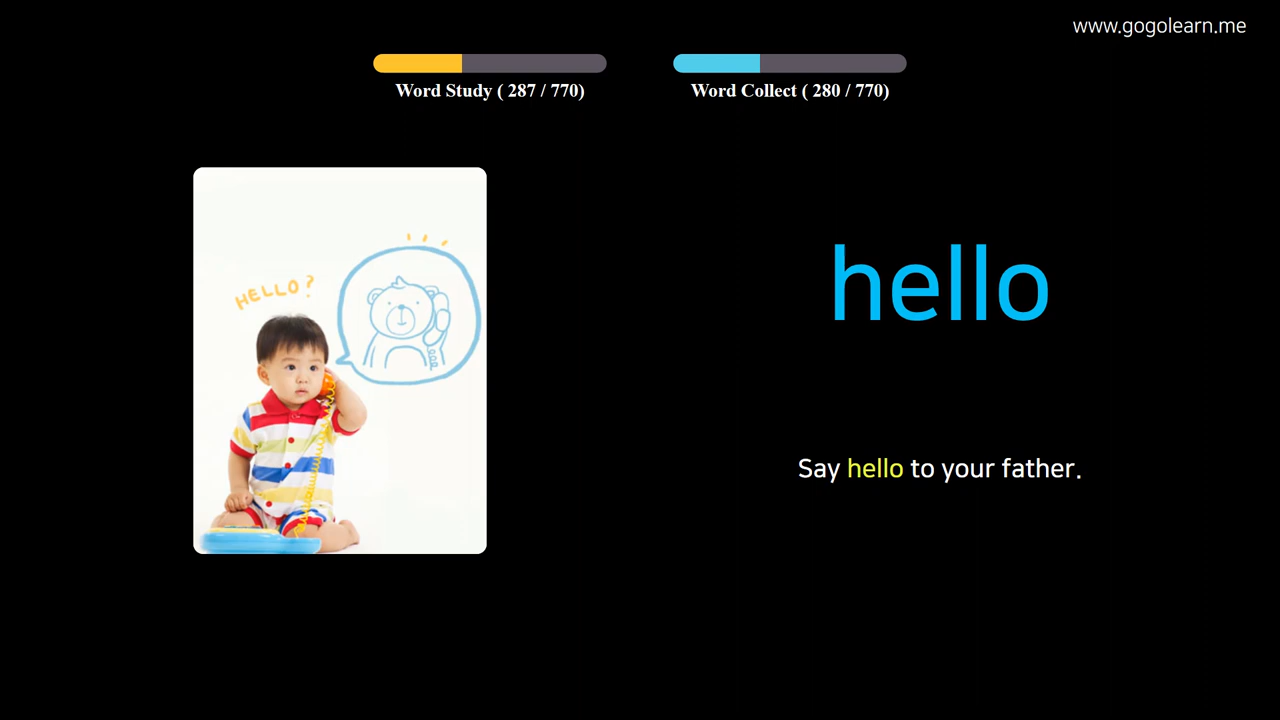 www.gogolearn.me
Word Study ( 287 / 770)
Word Collect ( 280 / 770)
HELLO?
hello
Say hello to your father.